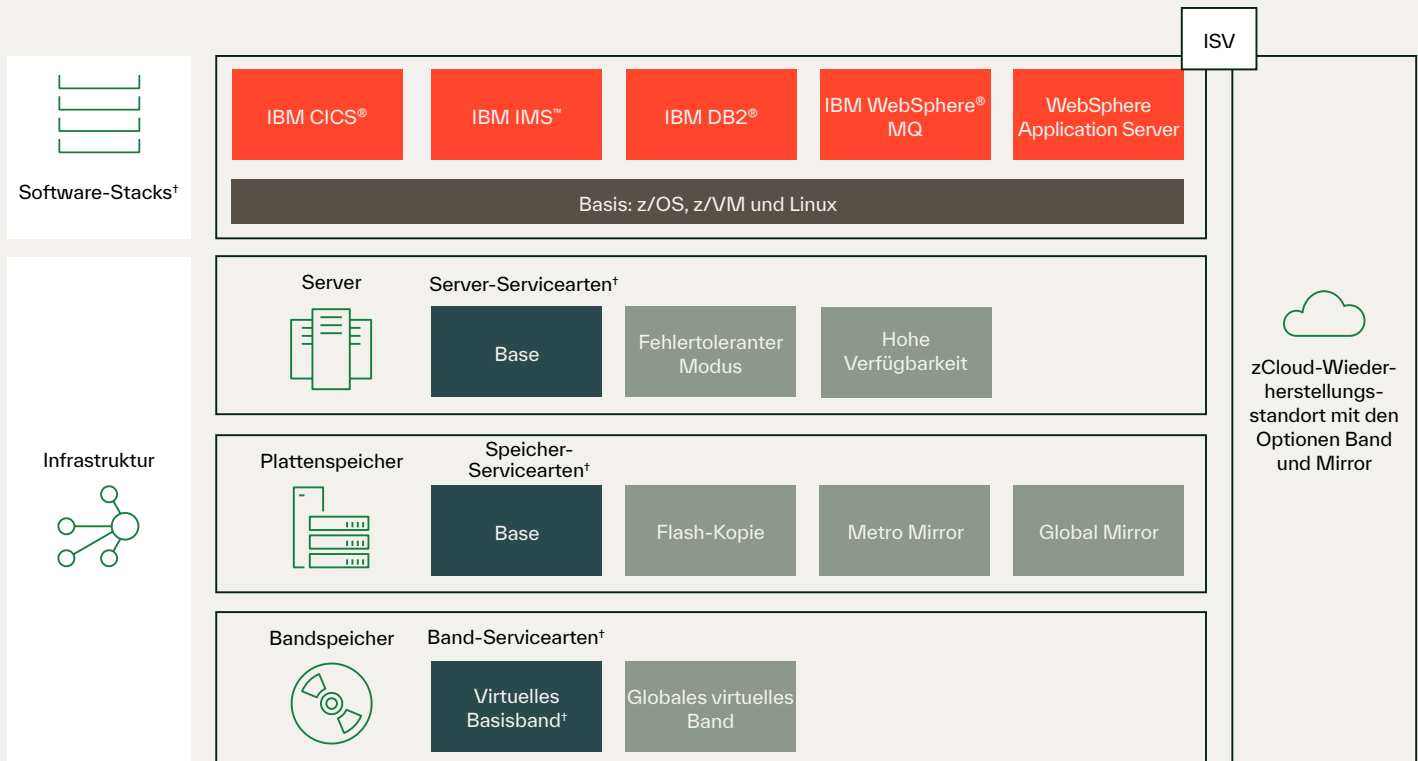 ISV
Software-Stacks†
IBM CICS®
IBM IMS™
IBM DB2®
IBM WebSphere®
MQ
WebSphere
Application Server
Basis: z/OS, z/VM und Linux
Infrastruktur
Server
Server-Servicearten†
Base
Fehlertoleranter
Modus
Hohe
Verfügbarkeit
Plattenspeicher
Speicher-
Servicearten†
Base
Flash-Kopie
Metro Mirror
Global Mirror
Bandspeicher
Band-Servicearten†
Virtuelles
Basisband†
Globales virtuelles
Band
zCloud-Wieder-
herstellungs-
standort mit den
Optionen Band
und Mirror